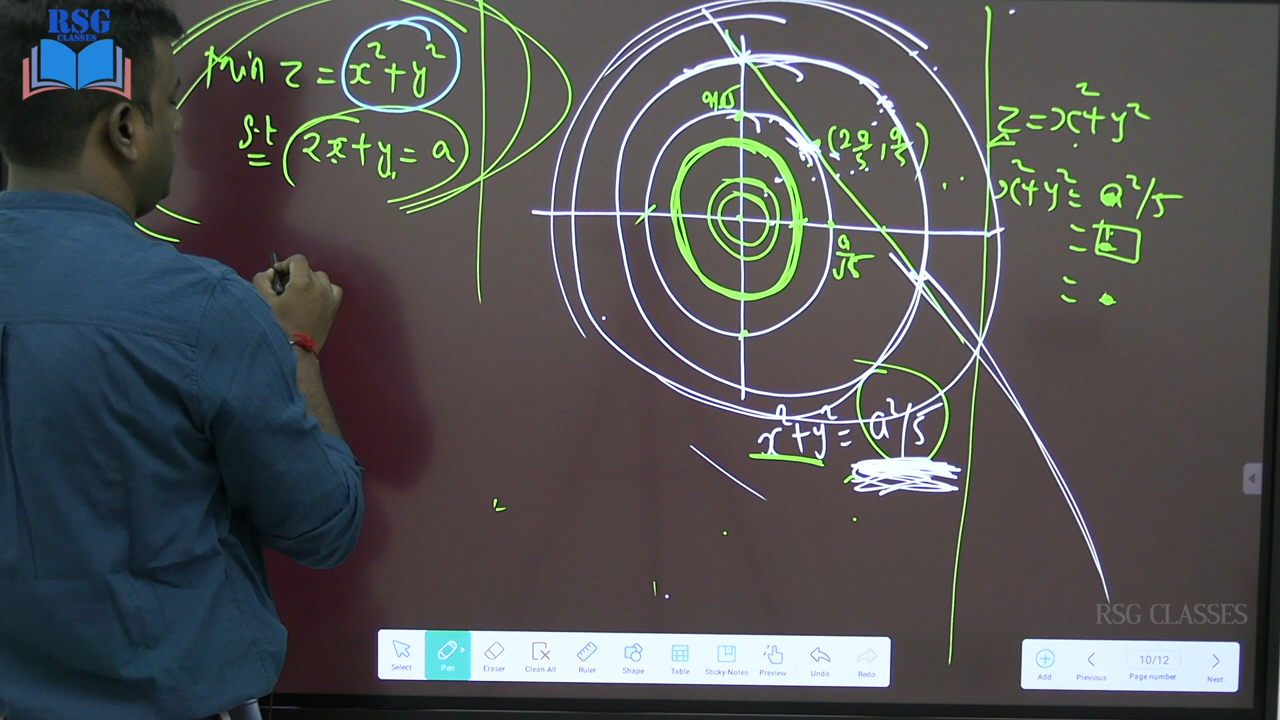 RSG
CLASSES
Min Z = x² + y²
S.t 2x + y = a
a/√5
(2a/5, a/5)
a/√5
Z = x² + y²
x² + y² = a²/5
=
=
x² + y² = a²/5
RSG CLASSES
Select Pen Eraser Clean All Ruler Shape Table Sticky-Notes Preview Undo Redo
10/12
Add Previous Page number Next